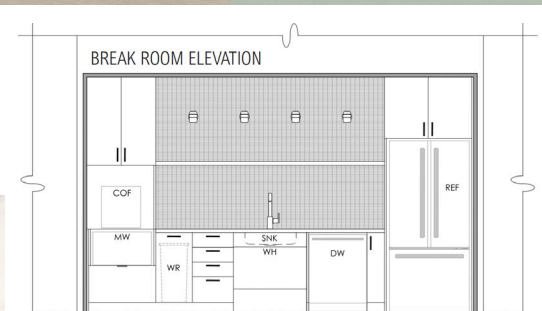 BREAK ROOM ELEVATION
COF
REF
MW
SNK
WH
WR
DW